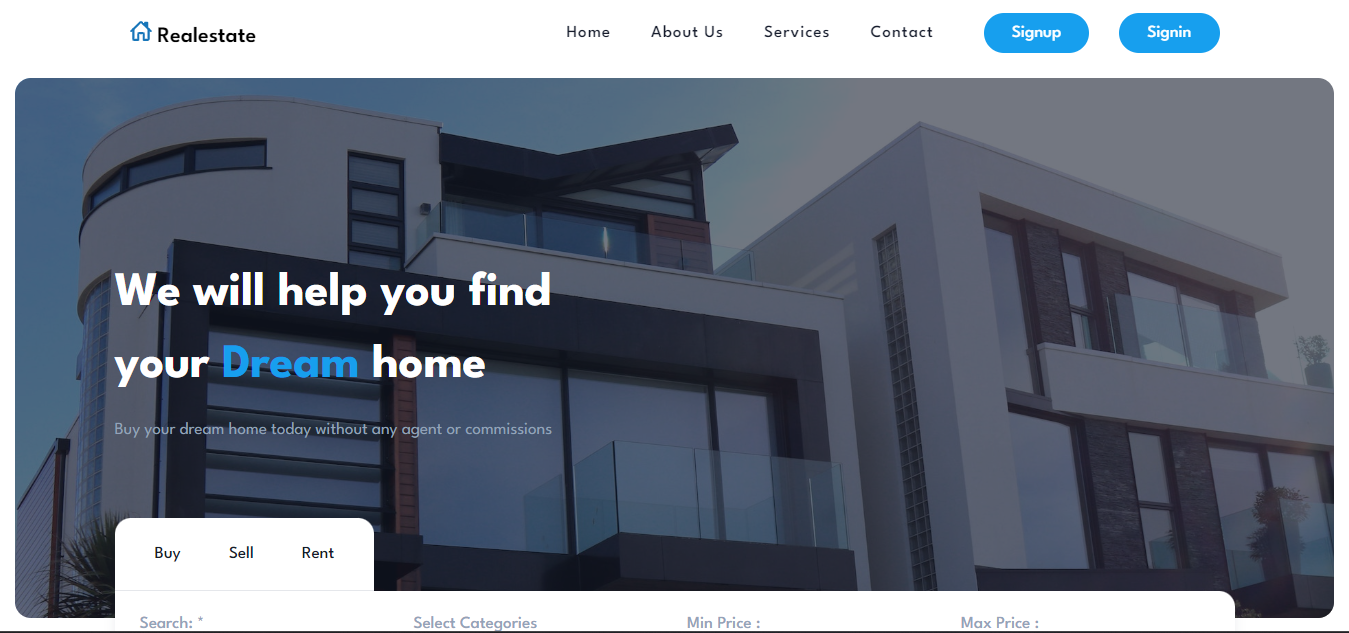 Realestate
Home About Us Services Contact Signup Signin
We will help you find
your Dream home
Buy your dream home today without any agent or commissions
Buy Sell Rent
Search: * Select Categories Min Price : Max Price :